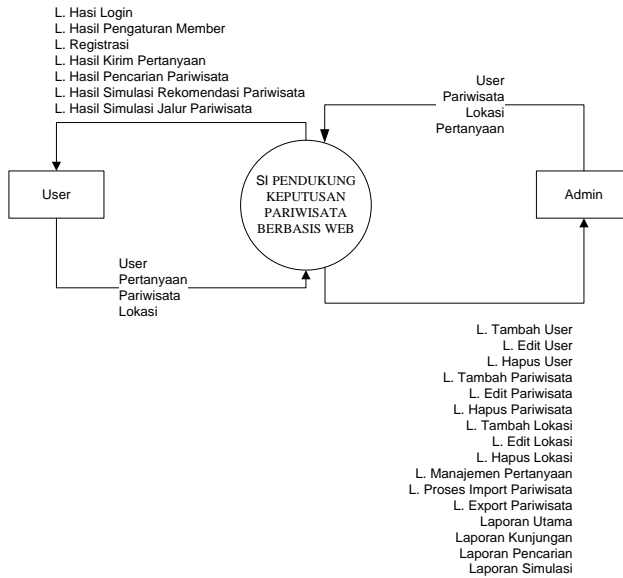 L. Hasi Login
L. Hasil Pengaturan Member
L. Registrasi
L. Hasil Kirim Pertanyaan
L. Hasil Pencarian Pariwisata
L. Hasil Simulasi Rekomendasi Pariwisata
L. Hasil Simulasi Jalur Pariwisata
User
Pariwisata
Lokasi
Pertanyaan
User
SI PENDUKUNG
KEPUTUSAN
PARIWISATA
BERBASIS WEB
Admin
User
Pertanyaan
Pariwisata
Lokasi
L. Tambah User
L. Edit User
L. Hapus User
L. Tambah Pariwisata
L. Edit Pariwisata
L. Hapus Pariwisata
L. Tambah Lokasi
L. Edit Lokasi
L. Hapus Lokasi
L. Manajemen Pertanyaan
L. Proses Import Pariwisata
L. Export Pariwisata
Laporan Utama
Laporan Kunjungan
Laporan Pencarian
Laporan Simulasi